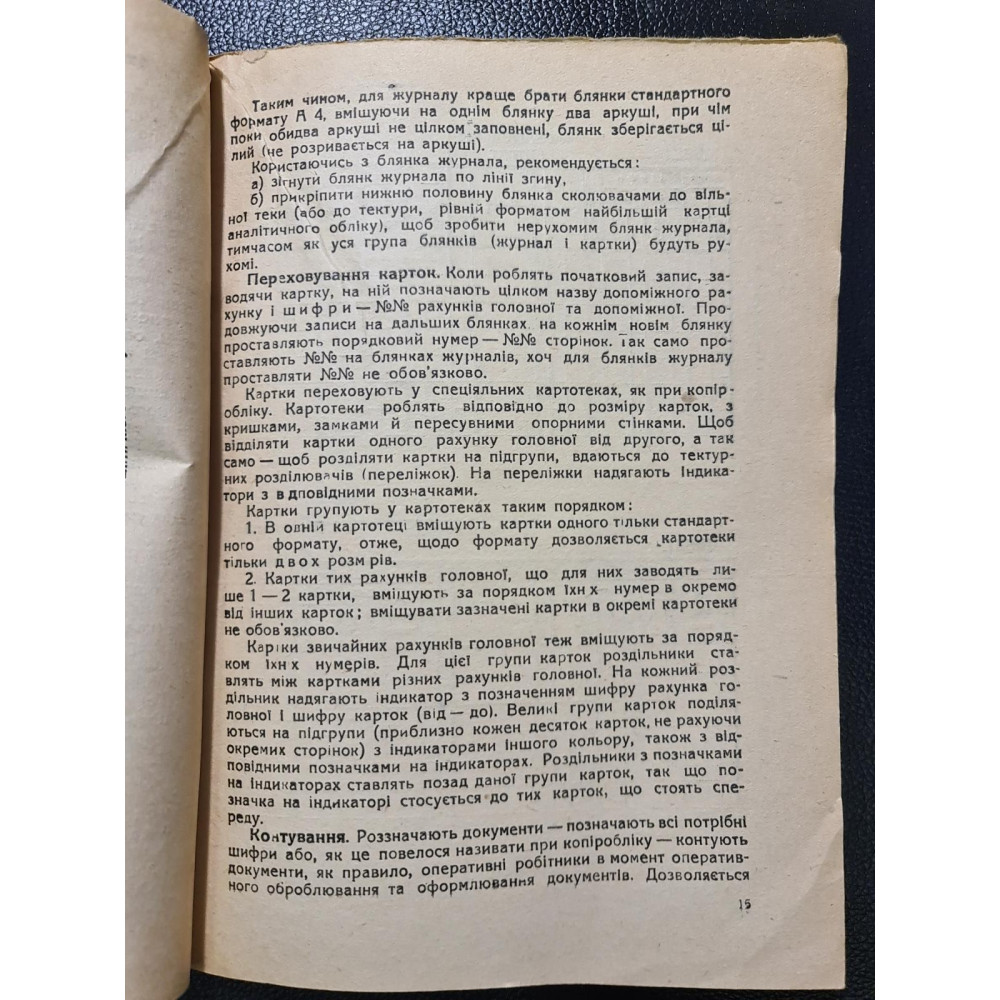 Таким чином, для журналу краще брати блянки стандартного
формату А 4, вміщуючи на однім блянку два аркуші, при чім
поки обидва аркуші не цілком заповнені, блянк зберігається ці-
лий (не розривається на аркуші).
Користаючись з блянка журнала, рекомендується:
а) зігнути блянк журнала по лінії згину,
б) прикріпити нижню половину блянка сколювачами до віль-
ної теки (або до тектури, рівній форматом найбільшій картці
аналітичного обліку), щоб зробити нерухомим блянк журнала,
тимчасом як уся група блянків (журнал і картки) будуть ру-
хомі.
Переховування карток. Коли роблять початковий запис, за-
водячи картку, на ній позначають цілком назву допоміжного ра-
хунку і шифри — №№ рахунків головної та допоміжної. Про-
довжуючи записи на дальших блянках, на кожнім новім блянку
проставляють порядковий нумер — №№ сторінок. Так само про-
ставляють №№ на блянках журналів, хоч для блянків журналу
проставляти №№ не обов'язково.
Картки переховують у спеціяльних картотеках, як при копір-
обліку. Картотеки роблять відповідно до розміру карток, з
кришками, замками й пересувними опорними стінками. Щоб
відділяти картки одного рахунку головної від другого, а так
само — щоб розділяти картки на підгрупи, вдаються до тектур-
них розділювачів (переліжок). На переліжки надягають індика-
тори з в дповідними позначками.
Картки групують у картотеках таким порядком:
1. В одній картотеці вміщують картки одного тільки стандарт-
ного формату, отже, щодо формату дозволяється картотеки
тільки двох розм рів.
2. Картки тих рахунків головної, що для них заводять ли-
ше 1 — 2 картки, вміщують за порядком їхн х нумер в окремо
від інших карток; вміщувати зазначені картки в окремі картотеки
не обов'язково.
Картки звичайних рахунків головної теж вміщують за поряд-
ком їхн х нумерів. Для цієї групи карток роздільники ста-
влять між картками різних рахунків головної. На кожний роз-
дільник надягають індикатор з позначенням шифру рахунка го-
ловної і шифру карток (від — до). Великі групи карток поділя-
ються на підгрупи (приблизно кожен десяток карток, не рахуючи
окремих сторінок) з індикаторами іншого кольору, також з від-
повідними позначками на індикаторах. Роздільники з позначками
на індикаторах ставлять позад даної групи карток, так що по-
значка на індикаторі стосується до тих карток, що стоять спе-
реду.
Контування. Роззначають документи — позначають всі потрібні
шифри або, як це повелося називати при копіробліку — контують
документи, як правило, оперативні робітники в момент оператив-
ного оброблювання та оформлювання документів. Дозволяється
15